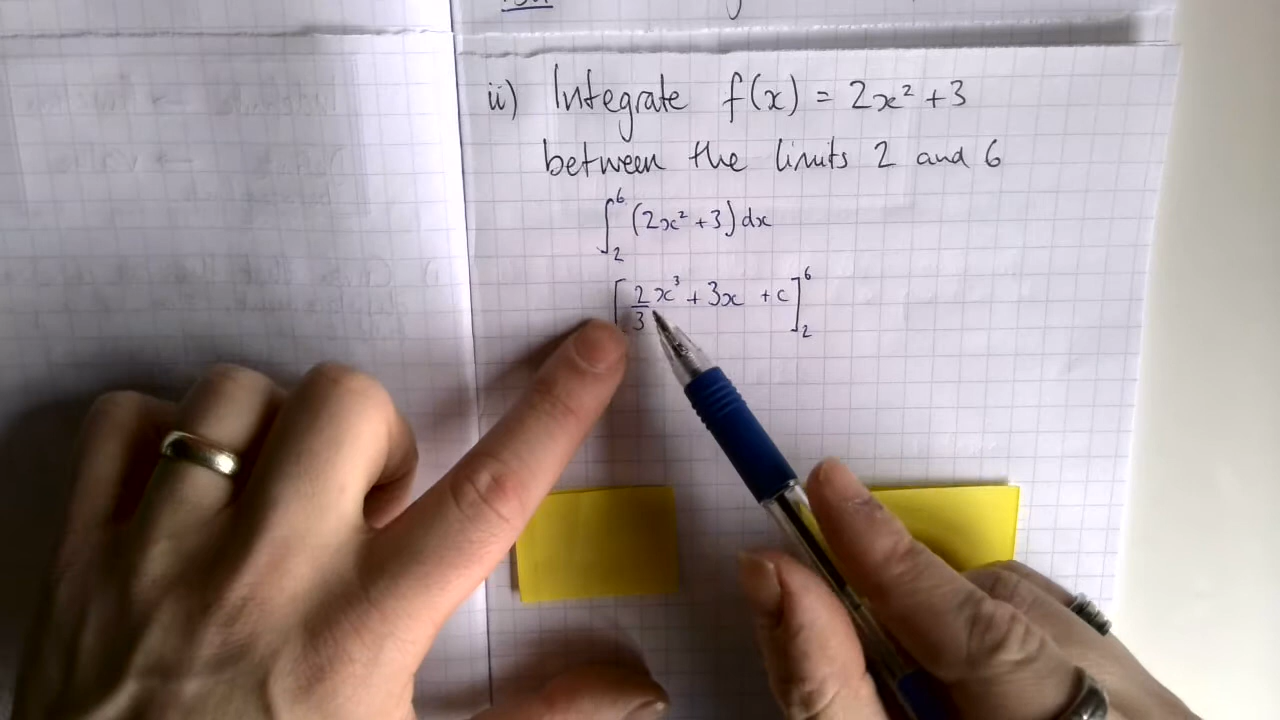 ii) Integrate f(x) = 2x² + 3
between the limits 2 and 6
∫₂⁶ (2x² + 3) dx
[2/3 x³ + 3x + c]₂⁶